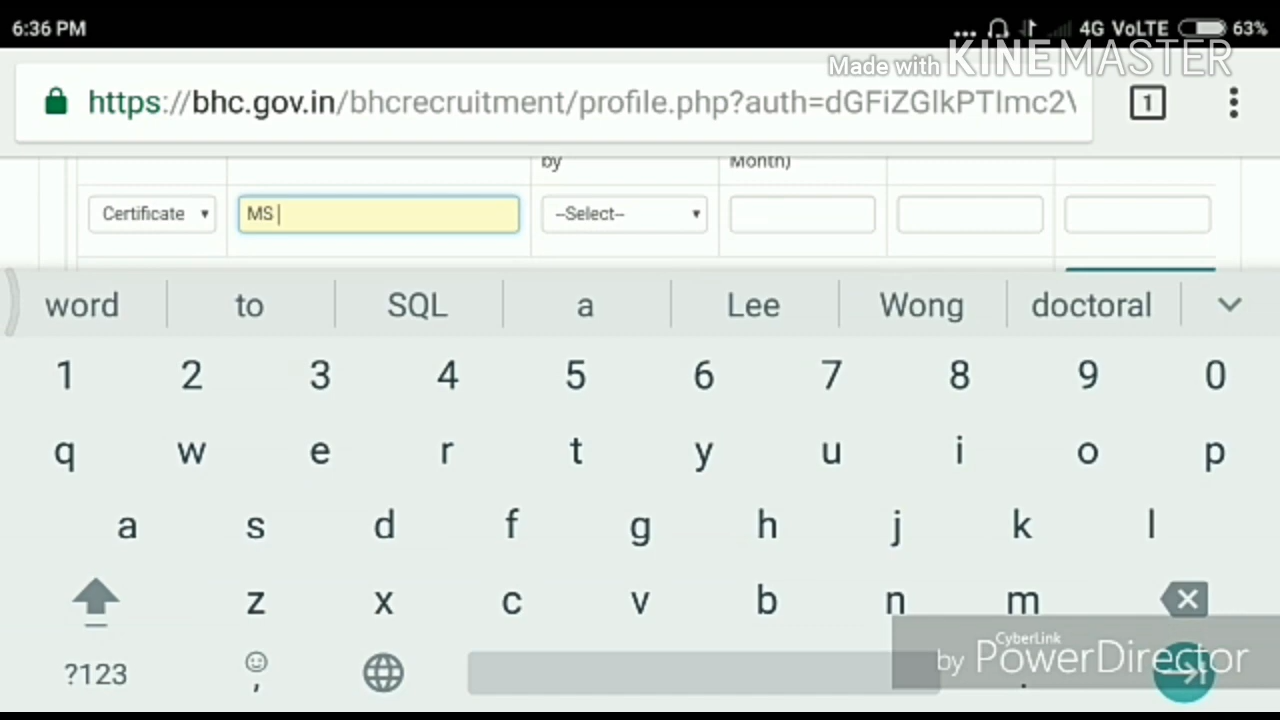 6:36 PM ... 4G VoLTE 63%
Made with KINEMASTER
https://bhc.gov.in/bhcrecruitment/profile.php?auth=dGFiZGlkPTImc2V
1
by Month)
Certificate MS --Select--
word to SQL a Lee Wong doctoral
1 2 3 4 5 6 7 8 9 0
q w e r t y u i o p
a s d f g h j k l
z x c v b n m
?123 , .
CyberLink
by PowerDirector